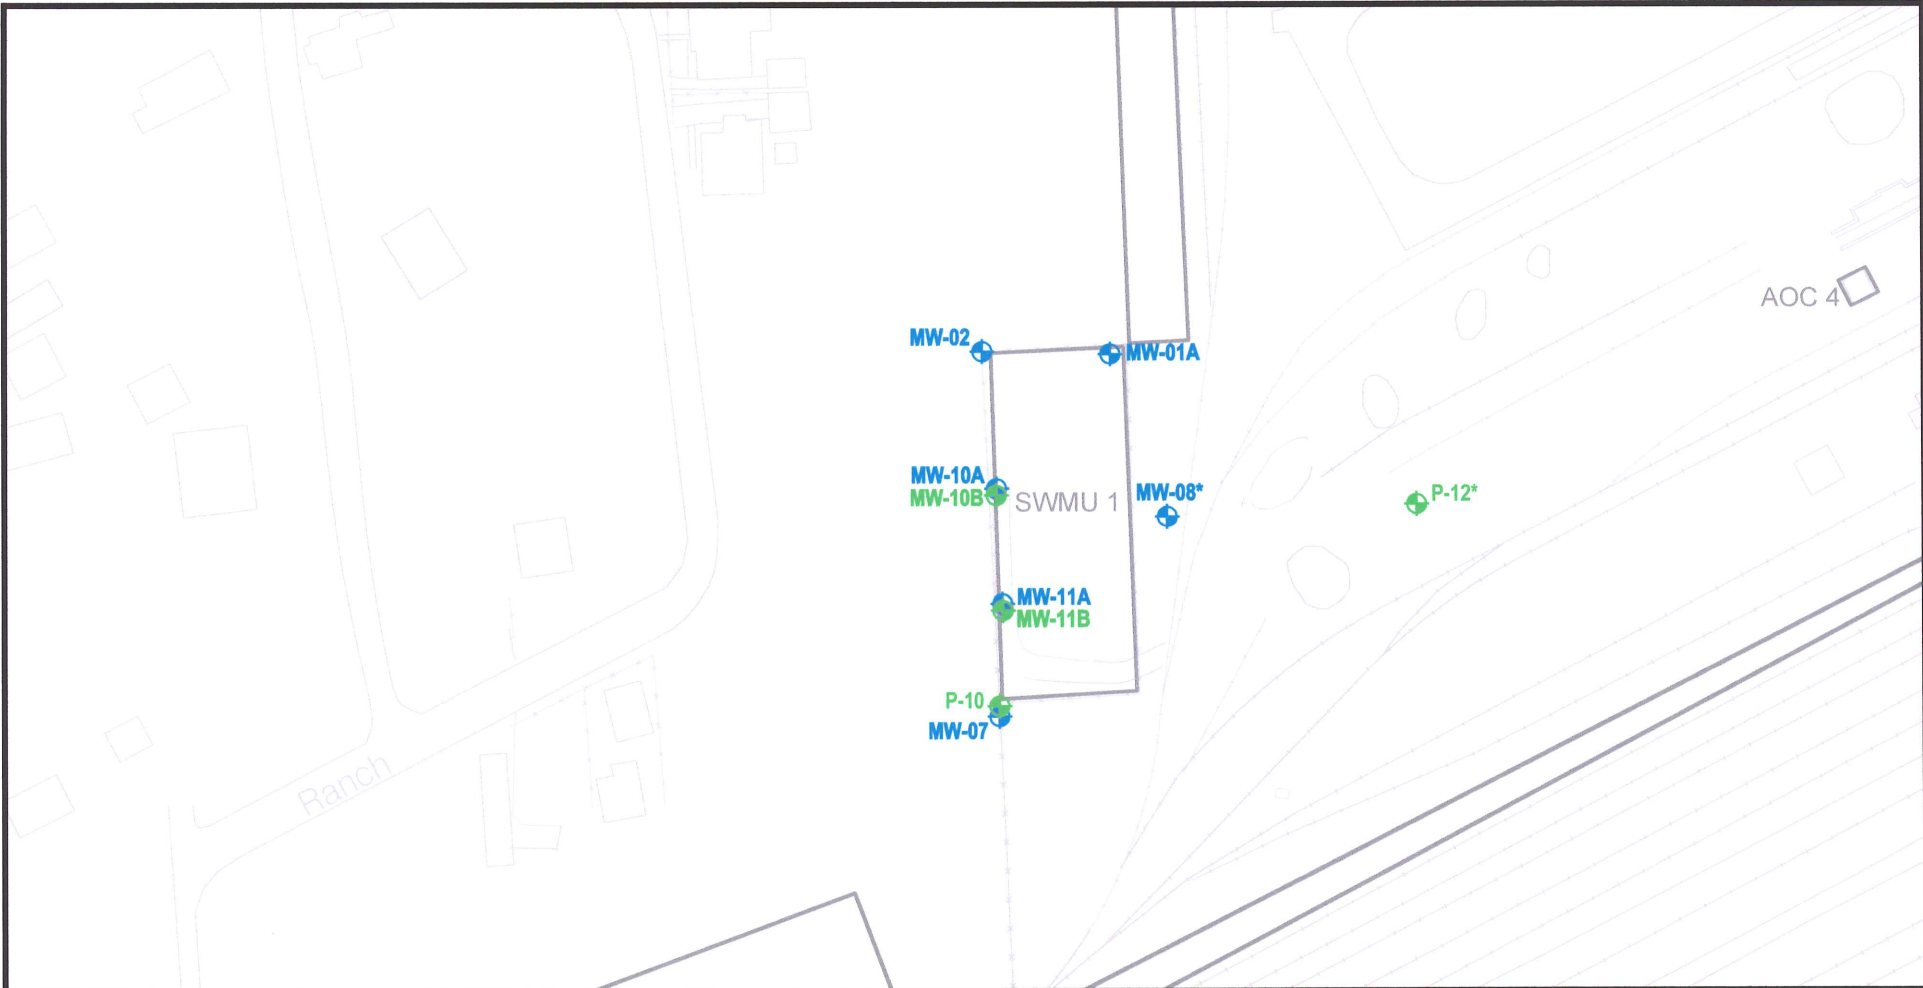 AOC 4
MW-02
MW-01A
MW-10A
MW-10B
SWMU 1
MW-08*
P-12*
MW-11A
MW-11B
P-10
MW-07
Ranch